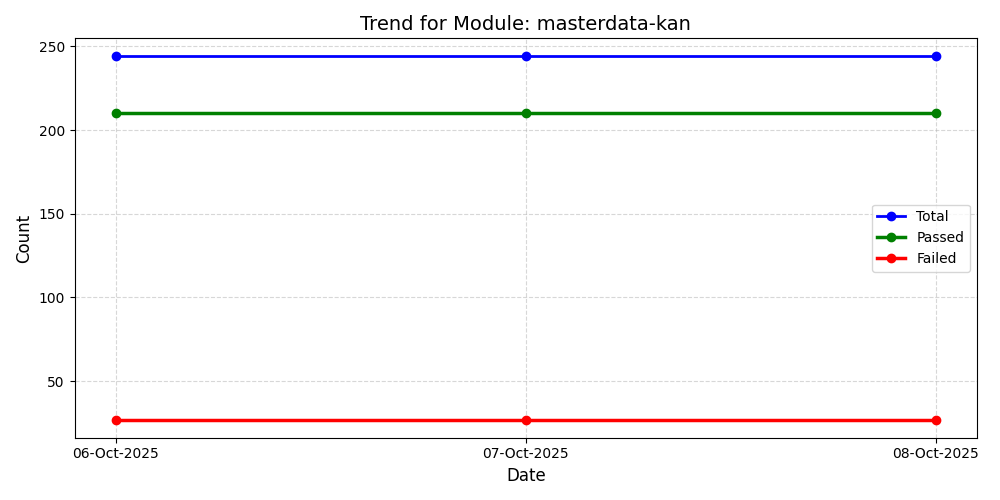 Trend for Module: masterdata-kan
Count
250
200
150
100
50
Total
Passed
Failed
06-Oct-2025
07-Oct-2025
08-Oct-2025
Date